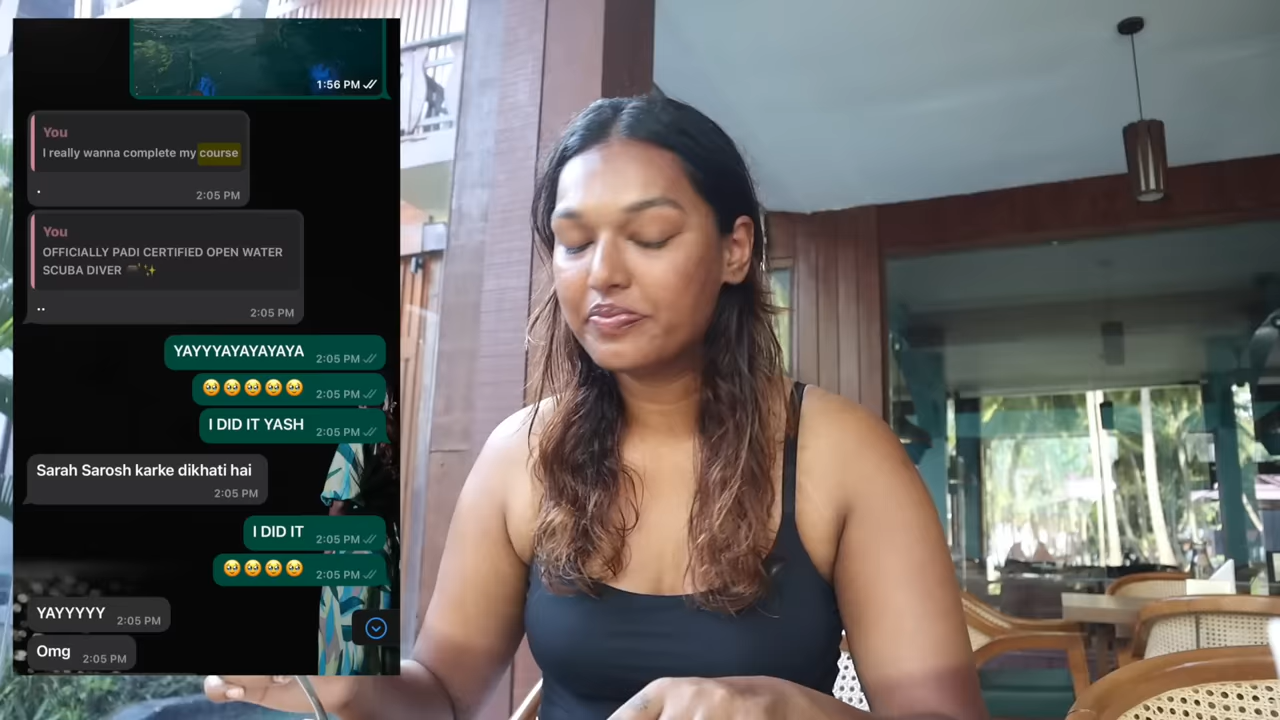 1:56 PM
You
I really wanna complete my course
.
2:05 PM
You
OFFICIALLY PADI CERTIFIED OPEN WATER
SCUBA DIVER 🤿✨
..
2:05 PM
YAYYYAYAYAYAYA 2:05 PM
🥹🥹🥹🥹🥹 2:05 PM
I DID IT YASH 2:05 PM
Sarah Sarosh karke dikhati hai
2:05 PM
I DID IT 2:05 PM
🥹🥹🥹🥹 2:05 PM
YAYYYYY 2:05 PM
Omg 2:05 PM